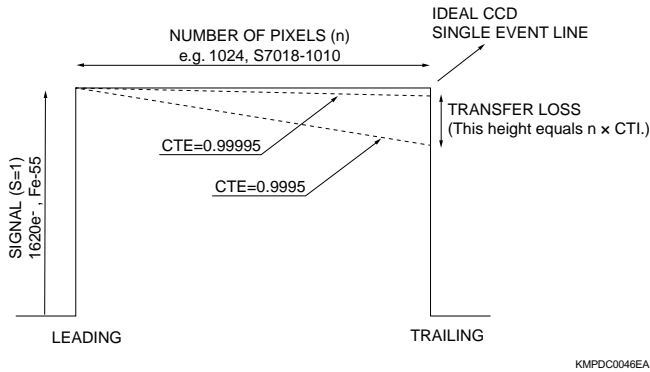 IDEAL CCD
SINGLE EVENT LINE
NUMBER OF PIXELS (n)
e.g. 1024, S7018-1010
TRANSFER LOSS
(This height equals n × CTI.)
CTE=0.99995
CTE=0.9995
SIGNAL (S=1)
1620e- , Fe-55
LEADING
TRAILING
KMPDC0046EA